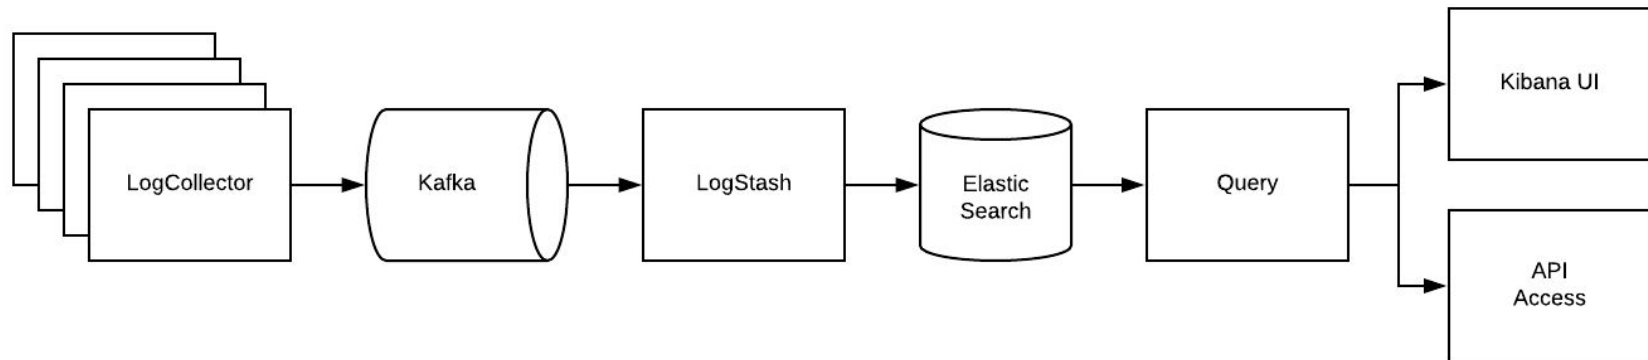 LogCollector
Kafka
LogStash
Elastic
Search
Query
Kibana UI
API
Access